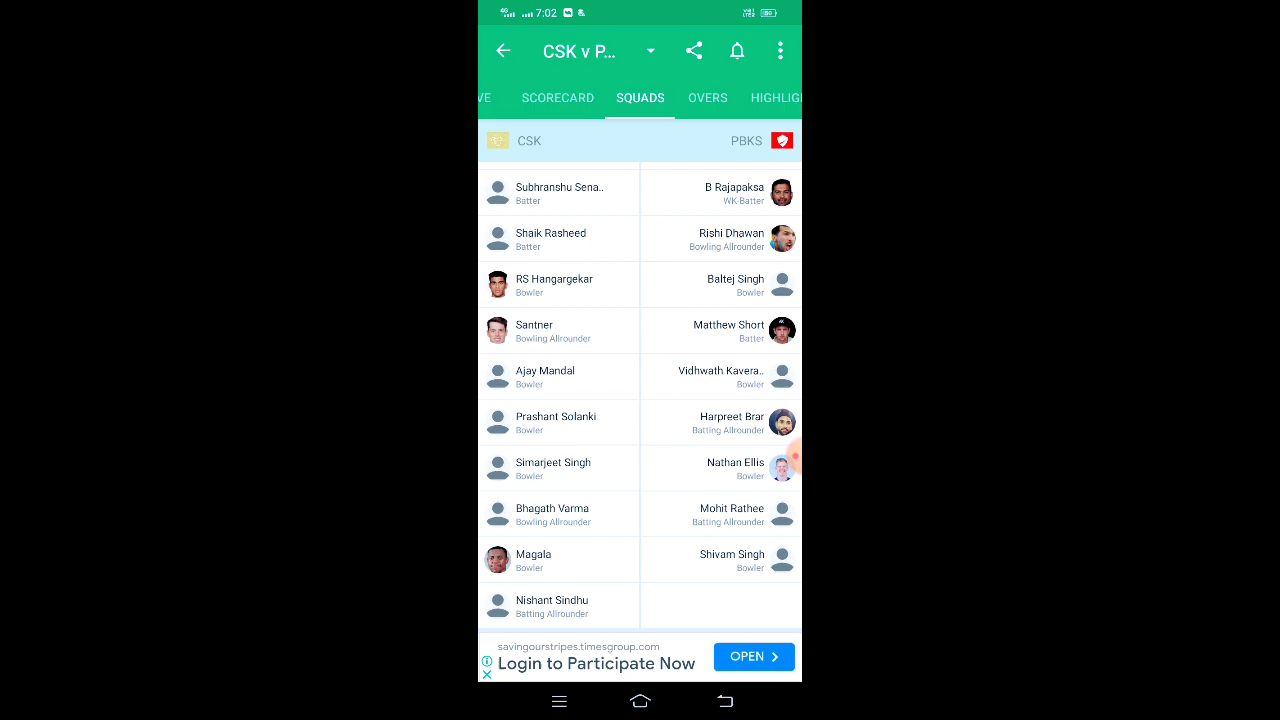 4G 7:02
CSK v P...
VE SCORECARD SQUADS OVERS HIGHLIG
CSK PBKS
Subhranshu Sena.. B Rajapaksa
Batter WK-Batter
Shaik Rasheed Rishi Dhawan
Batter Bowling Allrounder
RS Hangargekar Baltej Singh
Bowler Bowler
Santner Matthew Short
Bowling Allrounder Batter
Ajay Mandal Vidhwath Kavera..
Bowler Bowler
Prashant Solanki Harpreet Brar
Bowler Batting Allrounder
Simarjeet Singh Nathan Ellis
Bowler Bowler
Bhagath Varma Mohit Rathee
Bowling Allrounder Batting Allrounder
Magala Shivam Singh
Bowler Bowler
Nishant Sindhu
Batting Allrounder
savingourstripes.timesgroup.com
Login to Participate Now OPEN